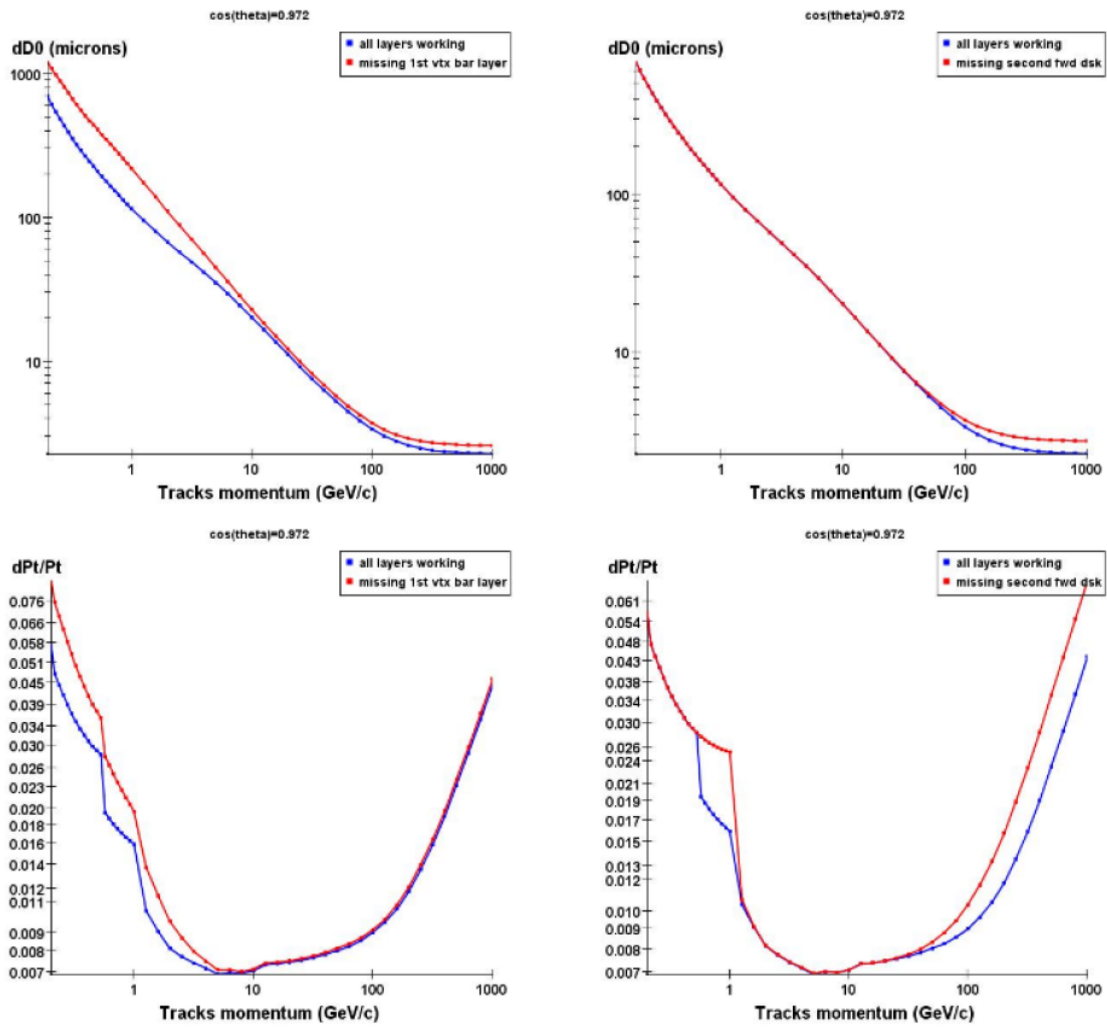 cos(theta)=0.972
dD0 (microns)
all layers working
missing 1st vtx bar layer
1000
100
10
1 10 100 1000
Tracks momentum (GeV/c)
cos(theta)=0.972
dD0 (microns)
all layers working
missing second fwd dsk
100
10
1 10 100 1000
Tracks momentum (GeV/c)
cos(theta)=0.972
dPt/Pt
all layers working
missing 1st vtx bar layer
0.076
0.066
0.058
0.051
0.045
0.039
0.034
0.030
0.026
0.023
0.020
0.018
0.016
0.014
0.012
0.011
0.009
0.008
0.007
1 10 100 1000
Tracks momentum (GeV/c)
cos(theta)=0.972
dPt/Pt
all layers working
missing second fwd dsk
0.061
0.054
0.048
0.043
0.038
0.034
0.030
0.026
0.024
0.021
0.019
0.017
0.015
0.013
0.012
0.010
0.009
0.008
0.007
1 10 100 1000
Tracks momentum (GeV/c)